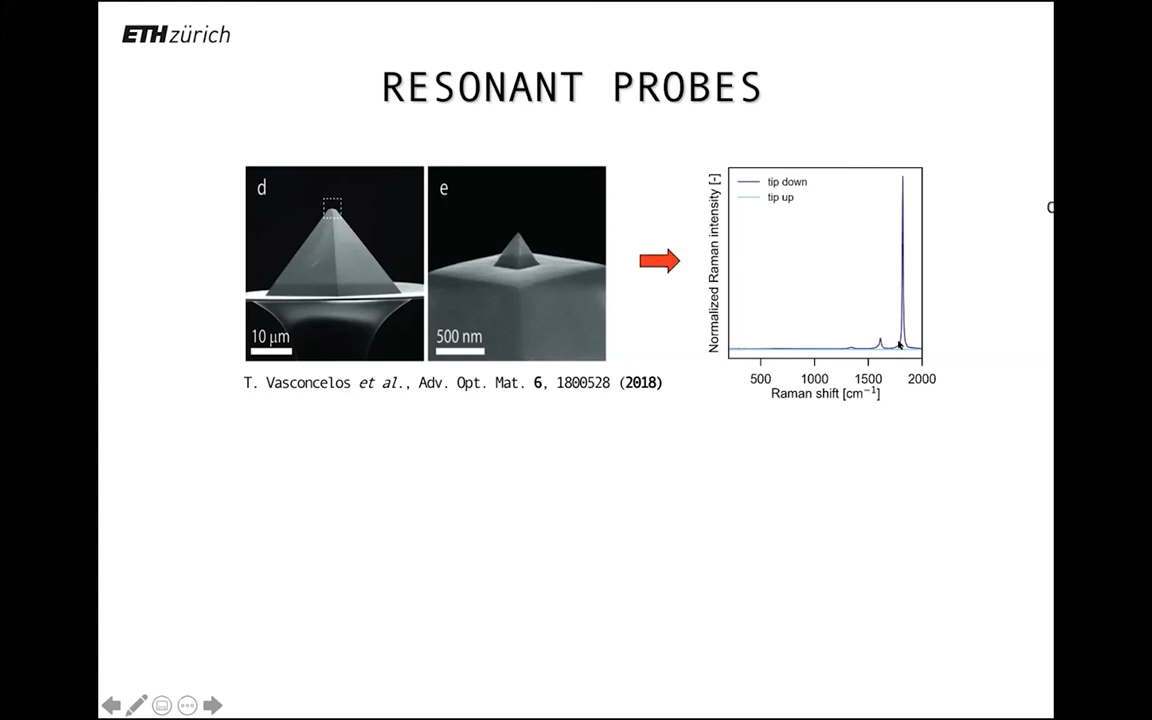 ETH zürich
RESONANT PROBES
d
e
10 µm
500 nm
T. Vasconcelos et al., Adv. Opt. Mat. 6, 1800528 (2018)
Normalized Raman intensity [-]
tip down
tip up
500 1000 1500 2000
Raman shift [cm⁻¹]